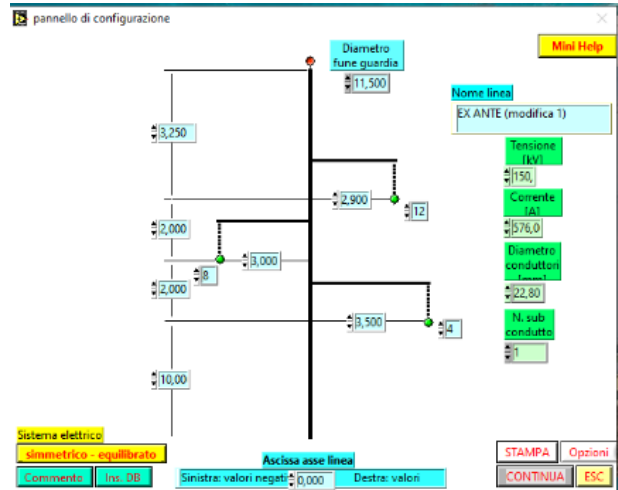 pannello di configurazione
Mini Help
Diametro
fune guardia
11,500
Nome linea
EX ANTE (modifica 1)
3,250
Tensione
[kV]
150,
2,900
12
Corrente
[A]
576,0
2,000
3,000
8
Diametro
conduttori
[mm]
22,80
2,000
3,500
4
N. sub
condutto
1
10,00
Sistema elettrico
simmetrico - equilibrato
Commento
Ins. DB
Ascissa asse linea
Sinistra: valori negati
0,000
Destra: valori
STAMPA
Opzioni
CONTINUA
ESC